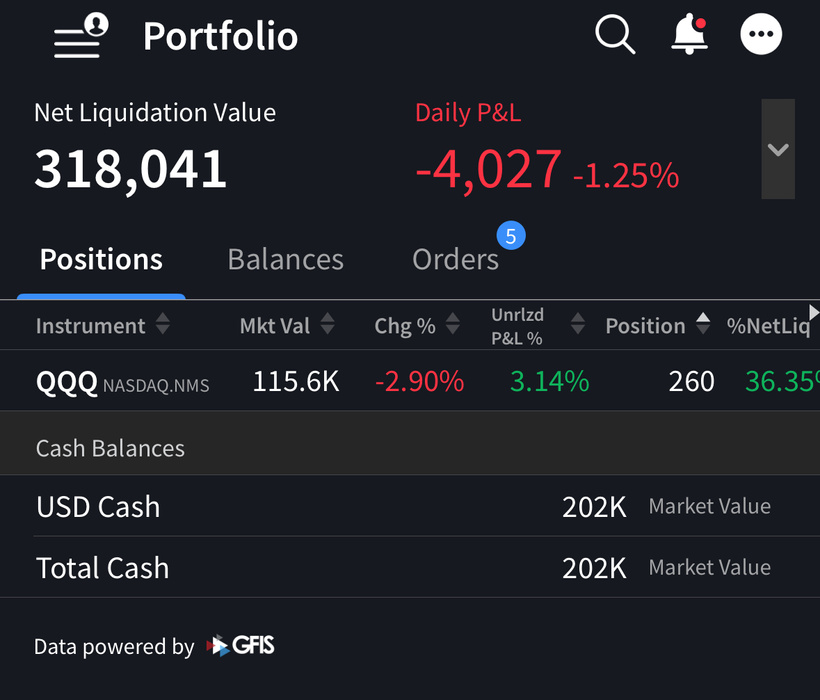 Portfolio
Net Liquidation Value Daily P&L
318,041 -4,027 -1.25%
Positions Balances Orders 5
Instrument Mkt Val Chg % Unrlzd P&L % Position %NetLiq
QQQ NASDAQ.NMS 115.6K -2.90% 3.14% 260 36.35%
Cash Balances
USD Cash 202K Market Value
Total Cash 202K Market Value
Data powered by GFIS